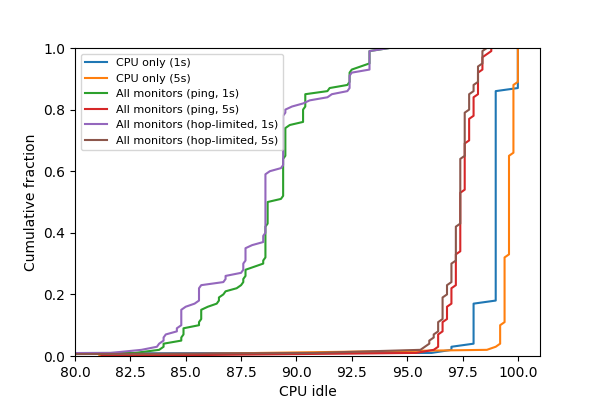 1.0
0.8
0.6
0.4
0.2
0.0
Cumulative fraction
CPU only (1s)
CPU only (5s)
All monitors (ping, 1s)
All monitors (ping, 5s)
All monitors (hop-limited, 1s)
All monitors (hop-limited, 5s)
80.0 82.5 85.0 87.5 90.0 92.5 95.0 97.5 100.0
CPU idle